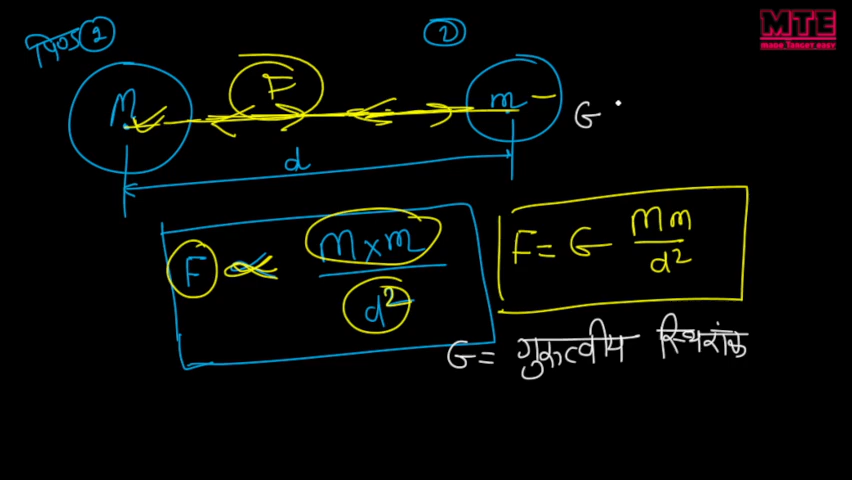 MTE
made Target easy
पिण्ड ② ①
M F m
G
d
F ∝ m×m / d²
F = G Mm / d²
G = गुरुत्वीय स्थिरांक